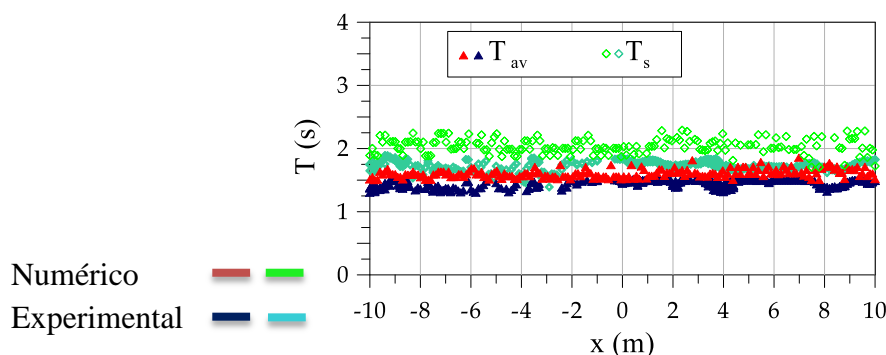 4
3
2
1
0
T (s)
T av T s
-10 -8 -6 -4 -2 0 2 4 6 8 10
x (m)
Numérico
Experimental